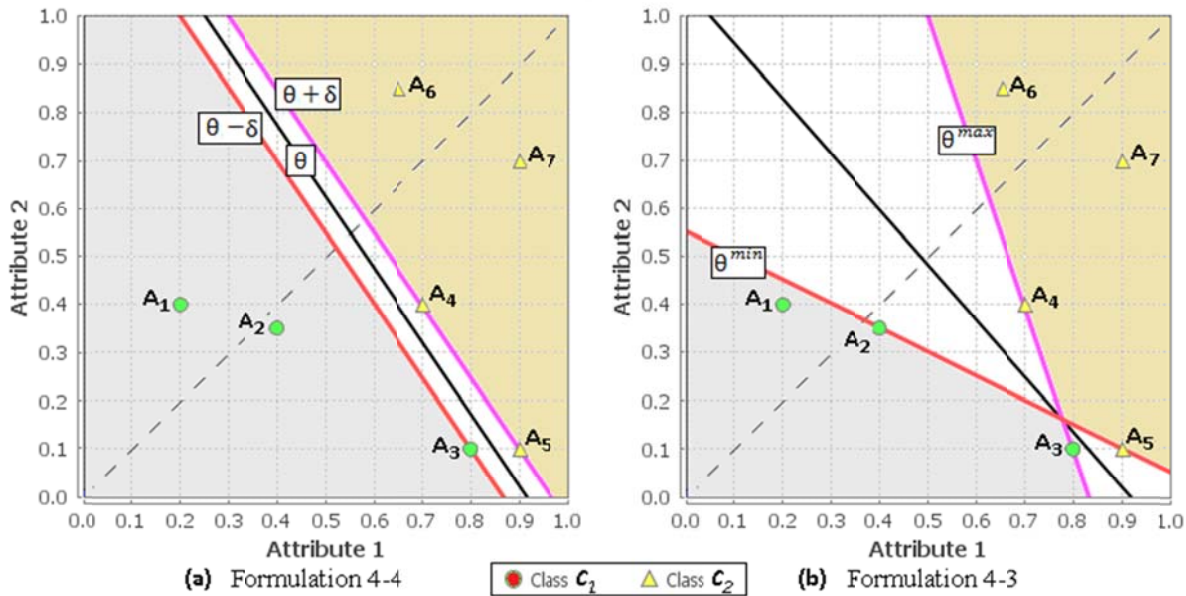 1.0
0.9
0.8
0.7
0.6
0.5
0.4
0.3
0.2
0.1
0.0
Attribute 2
θ + δ
θ − δ
θ
A₁
A₂
A₃
A₄
A₅
A₆
A₇
0.0 0.1 0.2 0.3 0.4 0.5 0.6 0.7 0.8 0.9 1.0
Attribute 1
(a) Formulation 4-4
1.0
0.9
0.8
0.7
0.6
0.5
0.4
0.3
0.2
0.1
0.0
Attribute 2
θᵐᵃˣ
θᵐⁱⁿ
A₁
A₂
A₃
A₄
A₅
A₆
A₇
0.0 0.1 0.2 0.3 0.4 0.5 0.6 0.7 0.8 0.9 1.0
Attribute 1
(b) Formulation 4-3
Class C₁ Class C₂